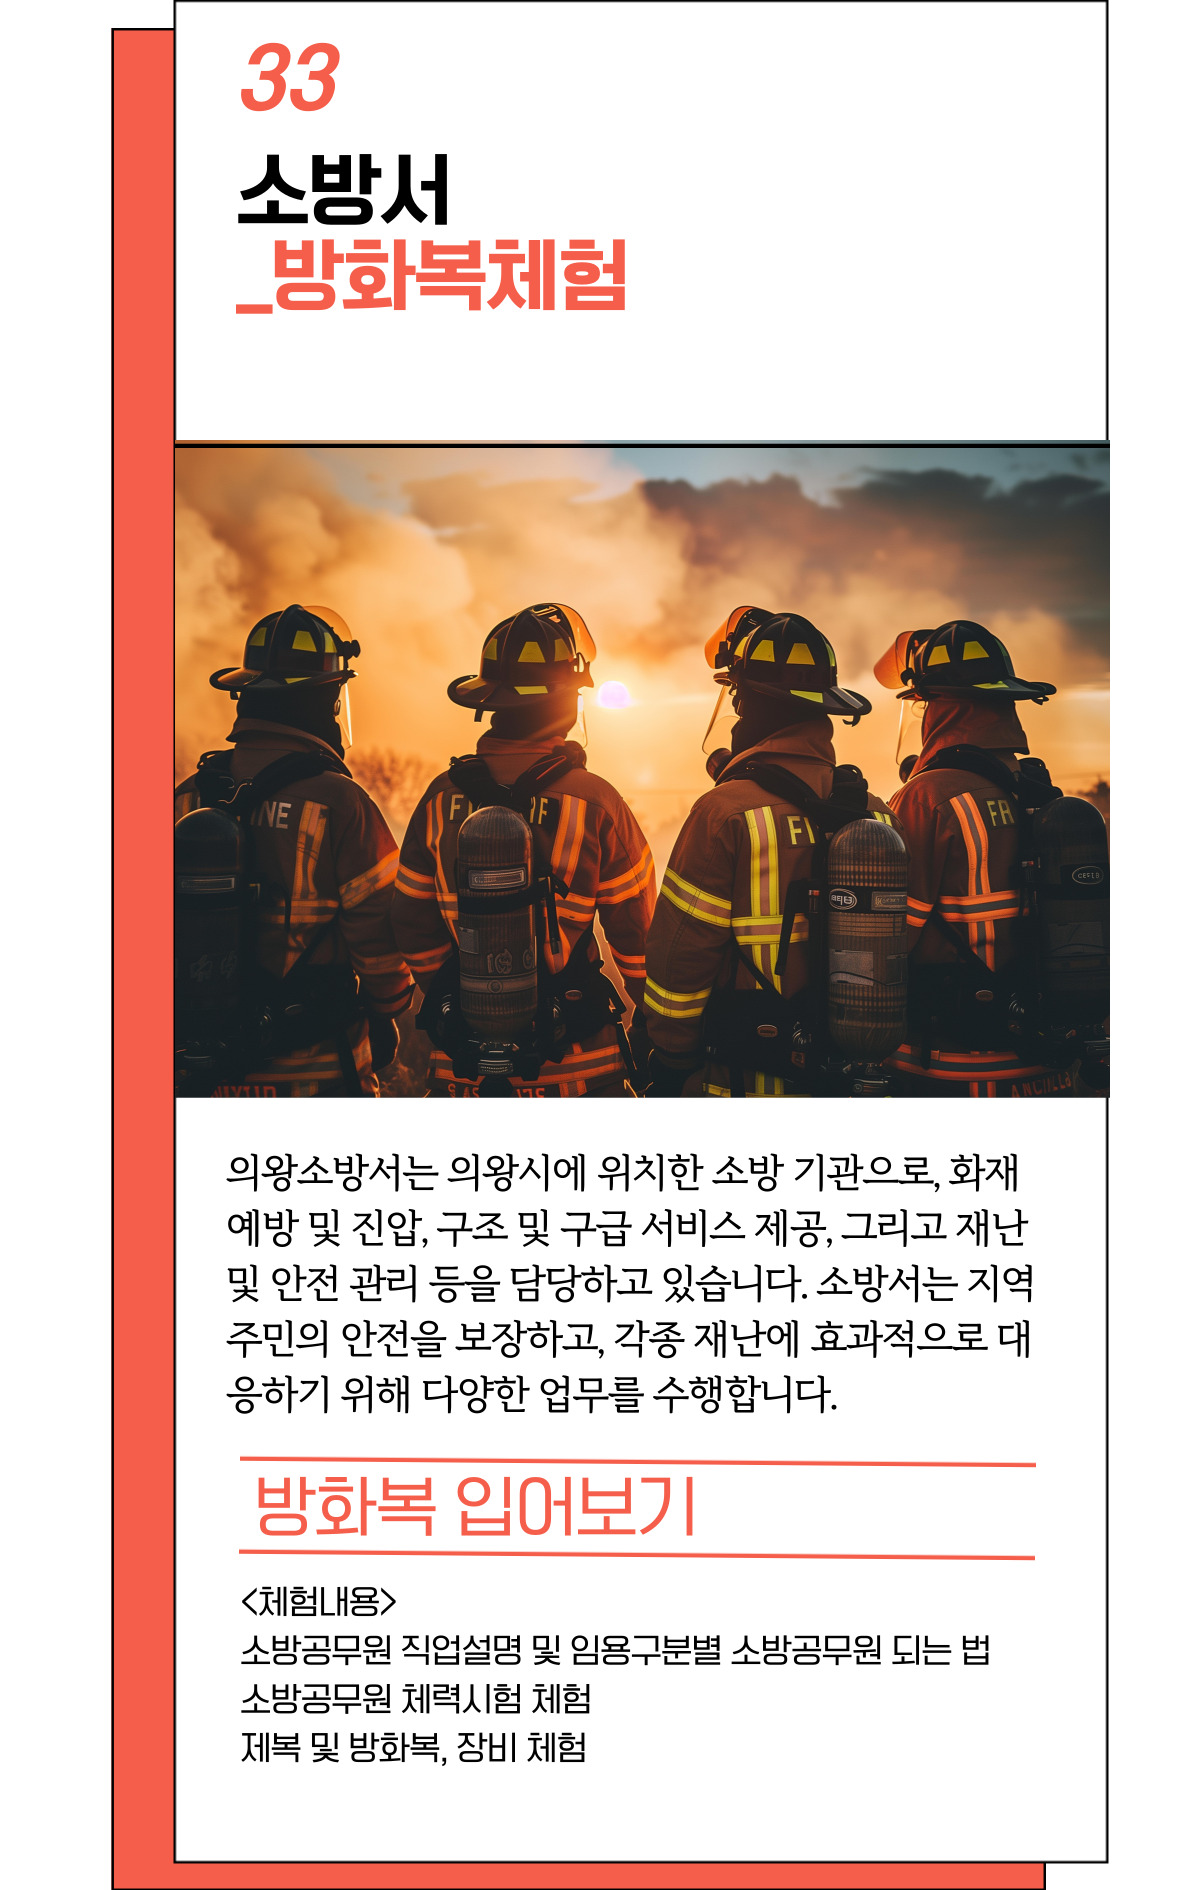 33
소방서
_방화복체험
NE
FA
의왕소방서는 의왕시에 위치한 소방 기관으로, 화재
예방 및 진압, 구조 및 구급 서비스 제공, 그리고 재난
및 안전 관리 등을 담당하고 있습니다. 소방서는 지역
주민의 안전을 보장하고, 각종 재난에 효과적으로 대
응하기 위해 다양한 업무를 수행합니다.
방화복 입어보기
<체험내용>
소방공무원 직업설명 및 임용구분별 소방공무원 되는 법
소방공무원 체력시험 체험
제복 및 방화복, 장비 체험